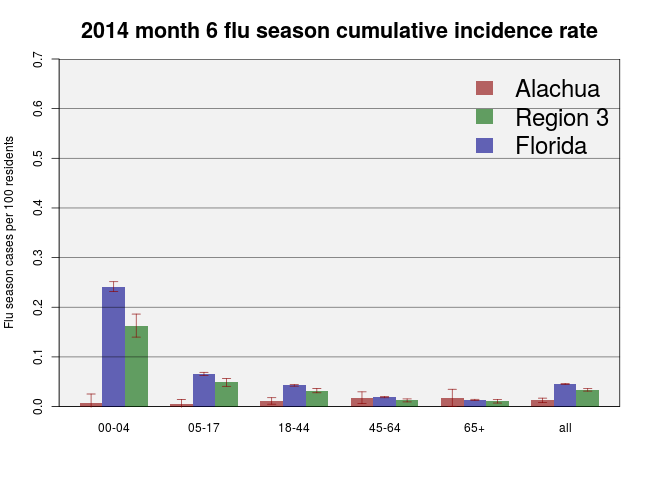 2014 month 6 flu season cumulative incidence rate
Flu season cases per 100 residents
0.7
0.6
0.5
0.4
0.3
0.2
0.1
0.0
Alachua
Region 3
Florida
00-04 05-17 18-44 45-64 65+ all